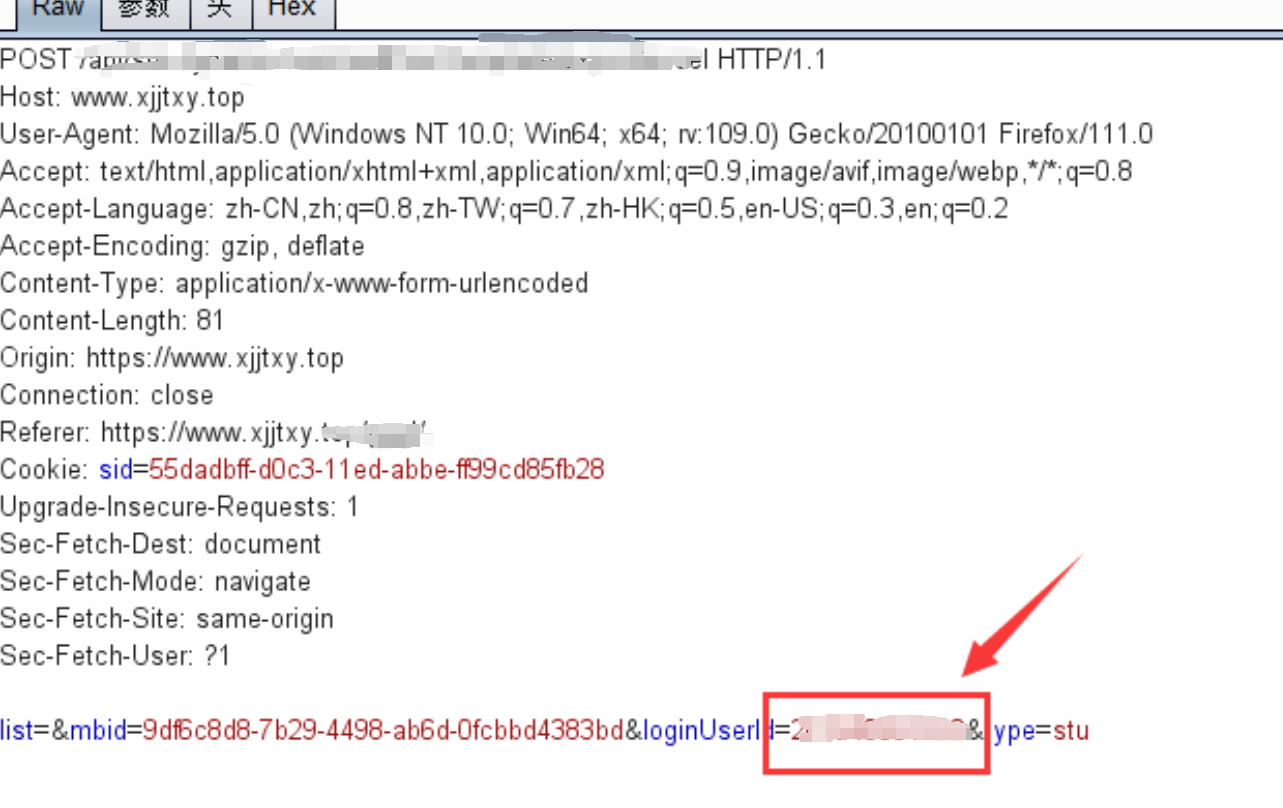 Raw 参数 头 Hex
POST HTTP/1.1
Host: www.xjjtxy.top
User-Agent: Mozilla/5.0 (Windows NT 10.0; Win64; x64; rv:109.0) Gecko/20100101 Firefox/111.0
Accept: text/html,application/xhtml+xml,application/xml;q=0.9,image/avif,image/webp,*/*;q=0.8
Accept-Language: zh-CN,zh;q=0.8,zh-TW;q=0.7,zh-HK;q=0.5,en-US;q=0.3,en;q=0.2
Accept-Encoding: gzip, deflate
Content-Type: application/x-www-form-urlencoded
Content-Length: 81
Origin: https://www.xjjtxy.top
Connection: close
Referer: https://www.xjjtxy.
Cookie: sid=55dadbff-d0c3-11ed-abbe-ff99cd85fb28
Upgrade-Insecure-Requests: 1
Sec-Fetch-Dest: document
Sec-Fetch-Mode: navigate
Sec-Fetch-Site: same-origin
Sec-Fetch-User: ?1
list=&mbid=9df6c8d8-7b29-4498-ab6d-0fcbbd4383bd&loginUserId= & ype=stu